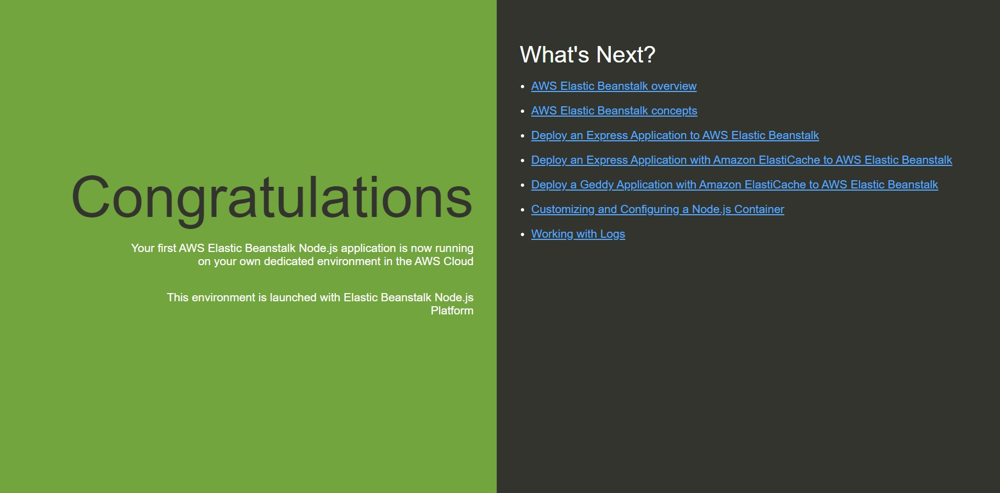 Congratulations
Your first AWS Elastic Beanstalk Node.js application is now running
on your own dedicated environment in the AWS Cloud
This environment is launched with Elastic Beanstalk Node.js
Platform
What's Next?
• AWS Elastic Beanstalk overview
• AWS Elastic Beanstalk concepts
• Deploy an Express Application to AWS Elastic Beanstalk
• Deploy an Express Application with Amazon ElastiCache to AWS Elastic Beanstalk
• Deploy a Geddy Application with Amazon ElastiCache to AWS Elastic Beanstalk
• Customizing and Configuring a Node.js Container
• Working with Logs